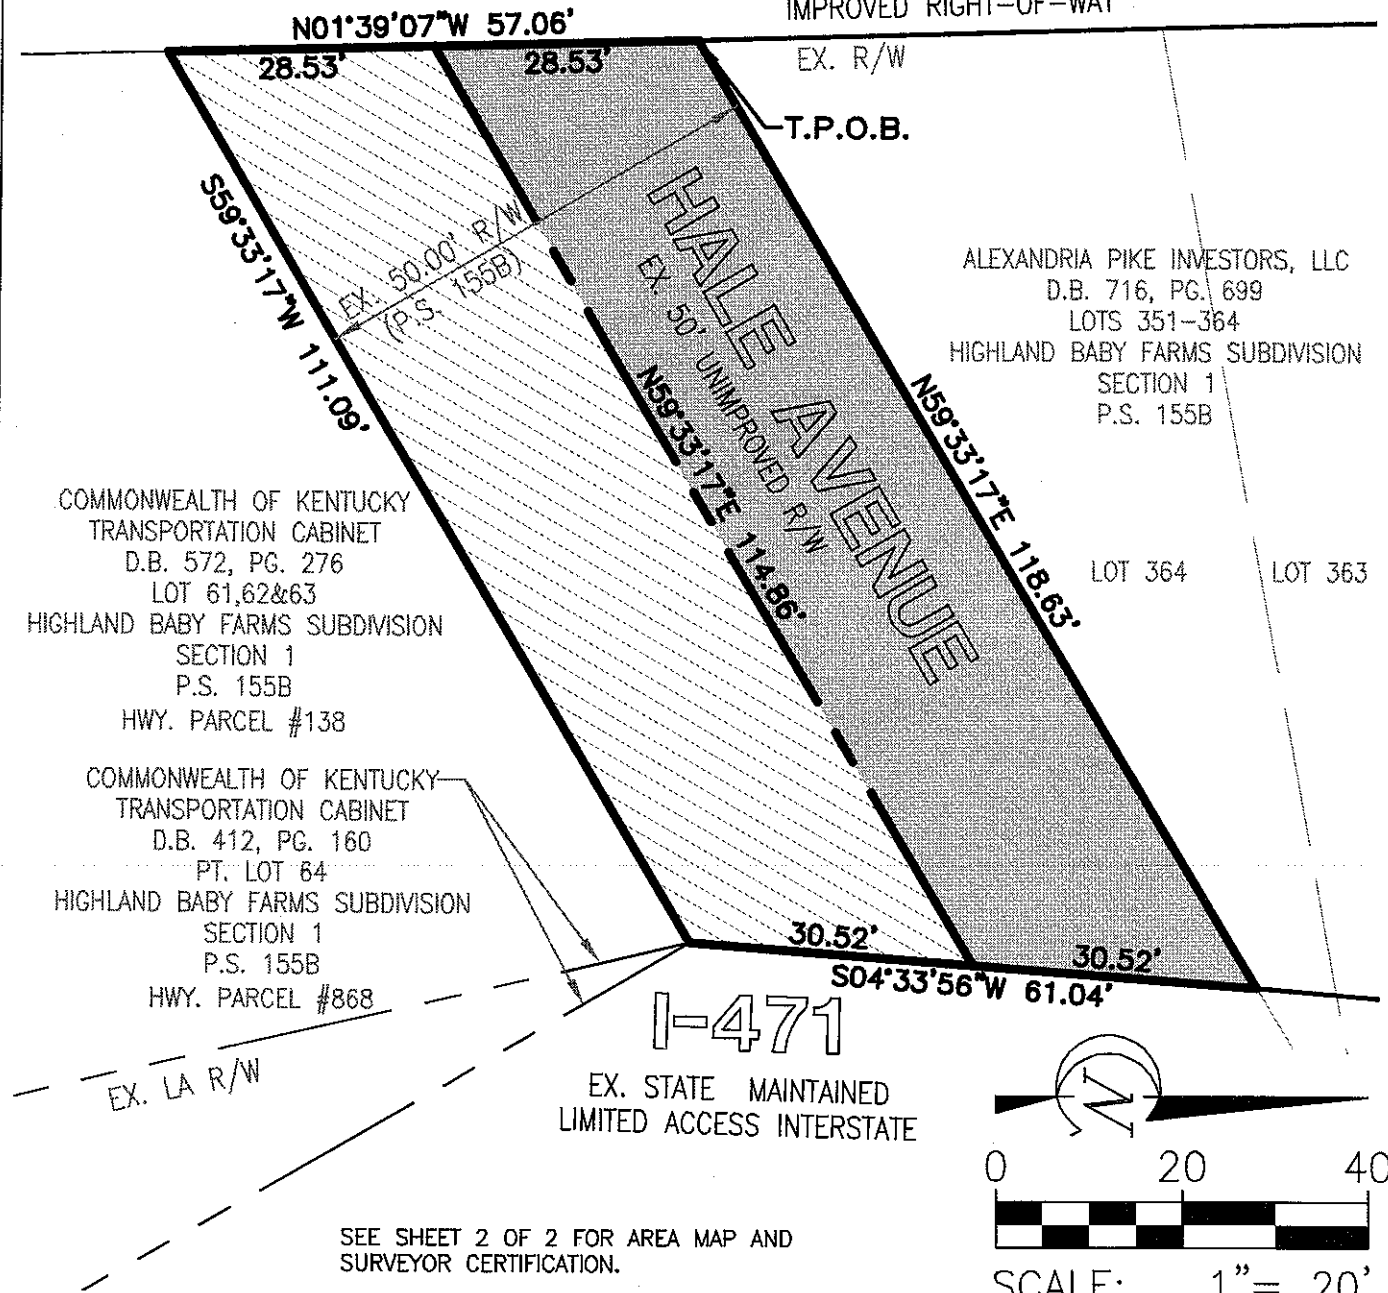 IMPROVED RIGHT-OF-WAY
N01°39'07"W 57.06'
28.53'
28.53'
EX. R/W
T.P.O.B.
S59°33'17"W 111.09'
EX. 50.00' R/W
(P.S. 155B)
HALE AVENUE
EX. 50' UNIMPROVED R/W
N59°33'17"E 114.86'
N59°33'17"E 118.63'
ALEXANDRIA PIKE INVESTORS, LLC
D.B. 716, PG. 699
LOTS 351-364
HIGHLAND BABY FARMS SUBDIVISION
SECTION 1
P.S. 155B
LOT 364
LOT 363
COMMONWEALTH OF KENTUCKY
TRANSPORTATION CABINET
D.B. 572, PG. 276
LOT 61,62&63
HIGHLAND BABY FARMS SUBDIVISION
SECTION 1
P.S. 155B
HWY. PARCEL #138
COMMONWEALTH OF KENTUCKY
TRANSPORTATION CABINET
D.B. 412, PG. 160
PT. LOT 64
HIGHLAND BABY FARMS SUBDIVISION
SECTION 1
P.S. 155B
HWY. PARCEL #868
30.52'
30.52'
S04°33'56"W 61.04'
I-471
EX. STATE MAINTAINED
LIMITED ACCESS INTERSTATE
EX. LA R/W
N
0 20 40
SCALE: 1"= 20'
SEE SHEET 2 OF 2 FOR AREA MAP AND
SURVEYOR CERTIFICATION.